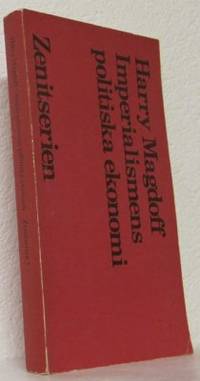 Harry Magdoff
Imperialismens
politiska ekonomi
Zenitserien